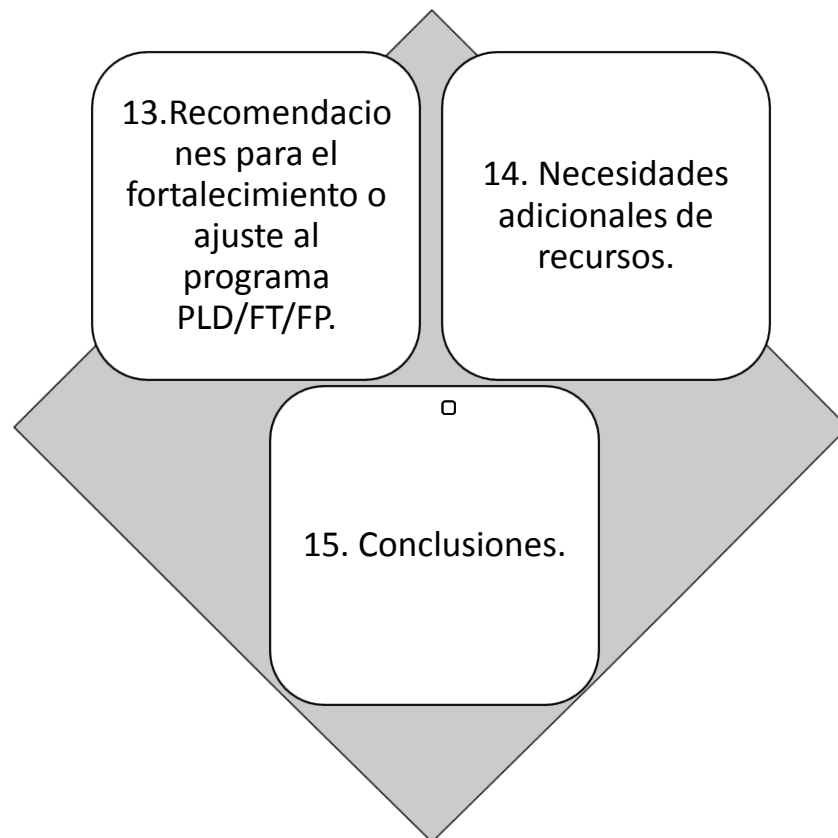 13.Recomendacio
nes para el
fortalecimiento o
ajuste al
programa
PLD/FT/FP.
14. Necesidades
adicionales de
recursos.
15. Conclusiones.